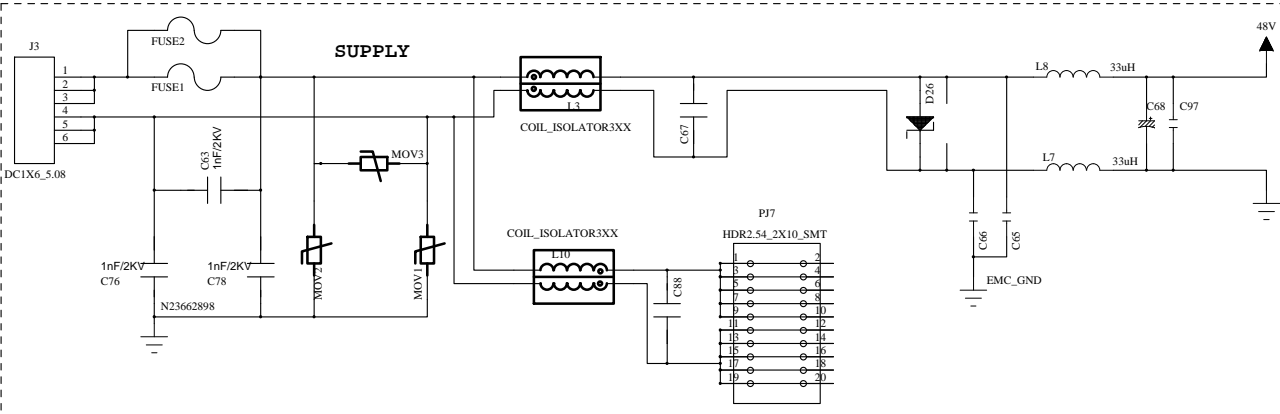 48V
FUSE2
J3
SUPPLY
FUSE1
L8
33uH
1
2
3
4
5
6
D26
L3
C68
C97
COIL_ISOLATOR3XX
C67
C63
1nF/2KV
MOV3
L7
33uH
DC1X6_5.08
PJ7
HDR2.54_2X10_SMT
COIL_ISOLATOR3XX
L10
C66
C65
1nF/2KV
C76
1nF/2KV
C78
MOV2
MOV1
C88
EMC_GND
N23662898
1 2
3 4
5 6
7 8
9 10
11 12
13 14
15 16
17 18
19 20